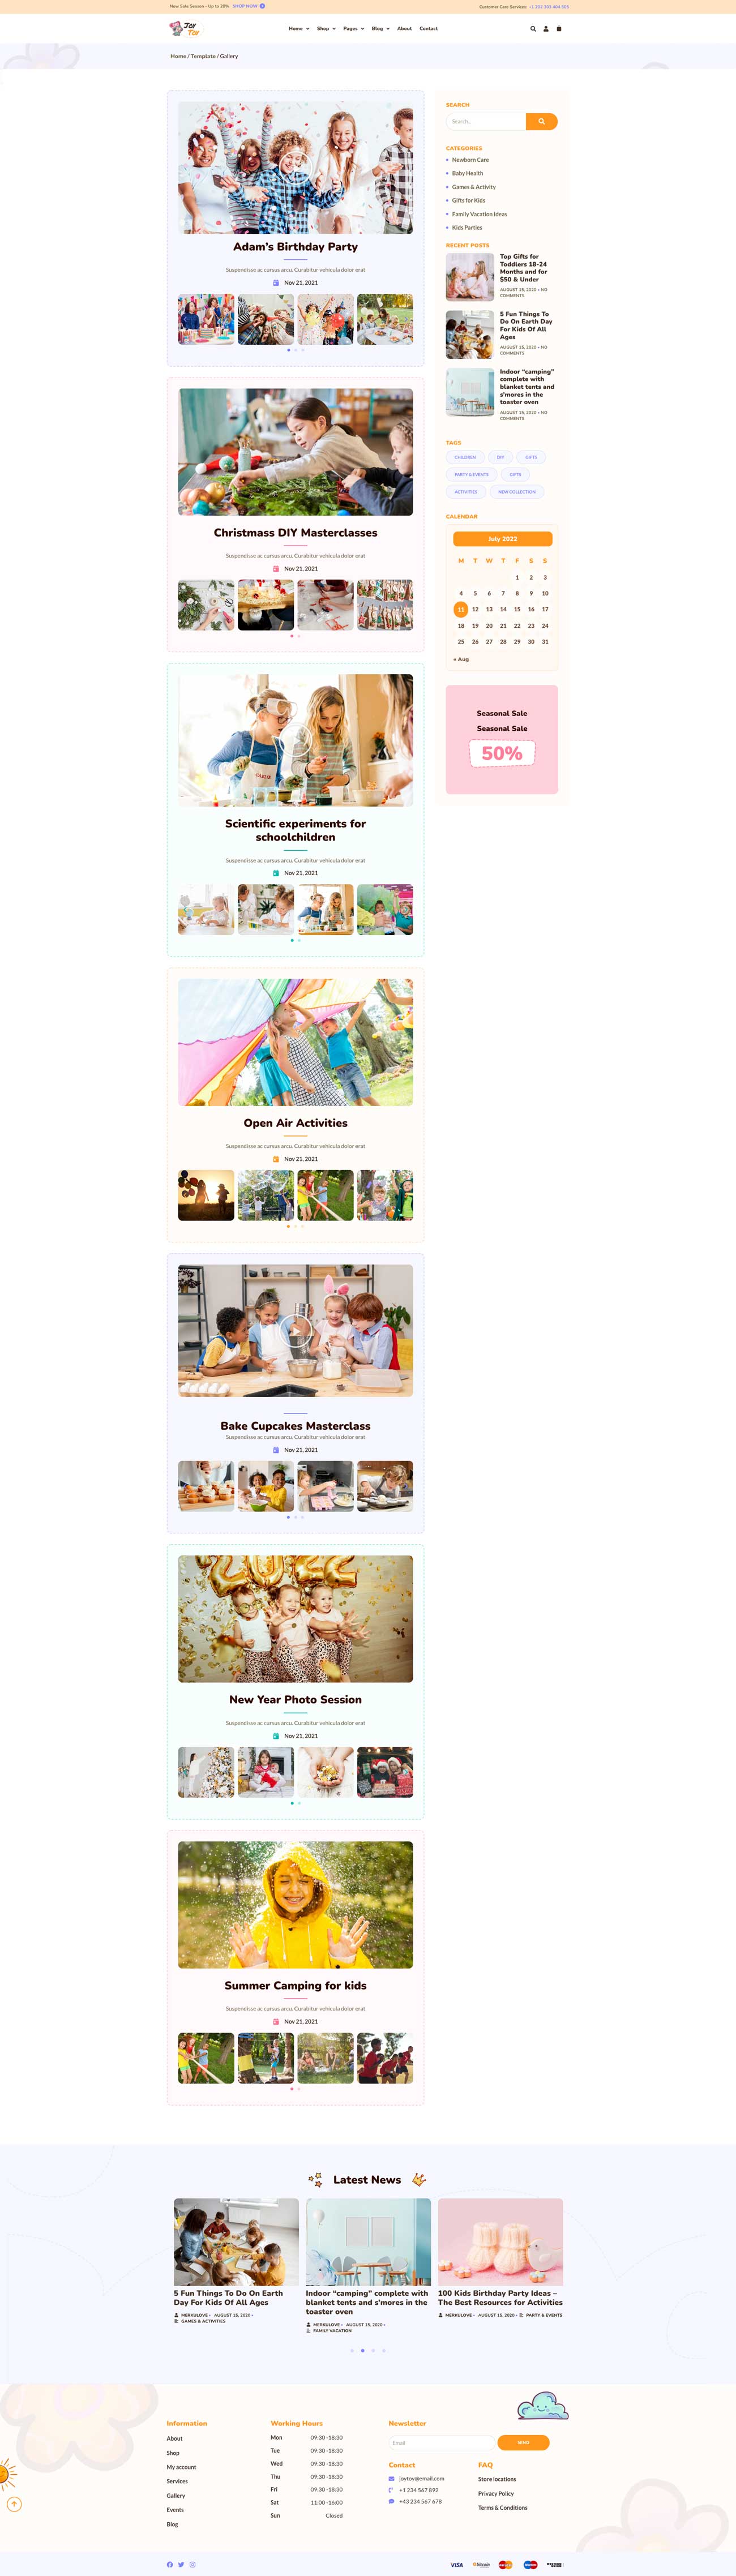 New Sale Season - Up to 20% SHOP NOW
Customer Care Services: +1 202 302 404 505
Joy
Toy
Home Shop Pages Blog About Contact
Home / Template / Gallery
Adam's Birthday Party
Suspendisse ac cursus arcu. Curabitur vehicula dolor erat
Nov 21, 2021
Christmass DIY Masterclasses
Suspendisse ac cursus arcu. Curabitur vehicula dolor erat
Nov 21, 2021
Scientific experiments for
schoolchildren
Suspendisse ac cursus arcu. Curabitur vehicula dolor erat
Nov 21, 2021
Open Air Activities
Suspendisse ac cursus arcu. Curabitur vehicula dolor erat
Nov 21, 2021
Bake Cupcakes Masterclass
Suspendisse ac cursus arcu. Curabitur vehicula dolor erat
Nov 21, 2021
New Year Photo Session
Suspendisse ac cursus arcu. Curabitur vehicula dolor erat
Nov 21, 2021
Summer Camping for kids
Suspendisse ac cursus arcu. Curabitur vehicula dolor erat
Nov 21, 2021
SEARCH
Search...
CATEGORIES
Newborn Care
Baby Health
Games & Activity
Gifts for Kids
Family Vacation Ideas
Kids Parties
RECENT POSTS
Top Gifts for
Toddlers 18-24
Months and for
$50 & Under
AUGUST 15, 2020 • NO
COMMENTS
5 Fun Things To
Do On Earth Day
For Kids Of All
Ages
AUGUST 15, 2020 • NO
COMMENTS
Indoor “camping”
complete with
blanket tents and
s'mores in the
toaster oven
AUGUST 15, 2020 • NO
COMMENTS
TAGS
CHILDREN DIY GIFTS
PARTY & EVENTS GIFTS
ACTIVITIES NEW COLLECTION
CALENDAR
July 2022
M T W T F S S
1 2 3
4 5 6 7 8 9 10
11 12 13 14 15 16 17
18 19 20 21 22 23 24
25 26 27 28 29 30 31
« Aug
Seasonal Sale
Seasonal Sale
50%
Latest News
5 Fun Things To Do On Earth
Day For Kids Of All Ages
MERKULOVE • AUGUST 15, 2020 •
GAMES & ACTIVITIES
Indoor “camping” complete with
blanket tents and s'mores in the
toaster oven
MERKULOVE • AUGUST 15, 2020 •
FAMILY VACATION
100 Kids Birthday Party Ideas –
The Best Resources for Activities
MERKULOVE • AUGUST 15, 2020 • PARTY & EVENTS
Information
About
Shop
My account
Services
Gallery
Events
Blog
Working Hours
Mon 09:30 -18:30
Tue 09:30 -18:30
Wed 09:30 -18:30
Thu 09:30 -18:30
Fri 09:30 -18:30
Sat 11:00 -16:00
Sun Closed
Newsletter
Email
SEND
Contact
joytoy@email.com
+1 234 567 892
+43 234 567 678
FAQ
Store locations
Privacy Policy
Terms & Conditions
VISA bitcoin